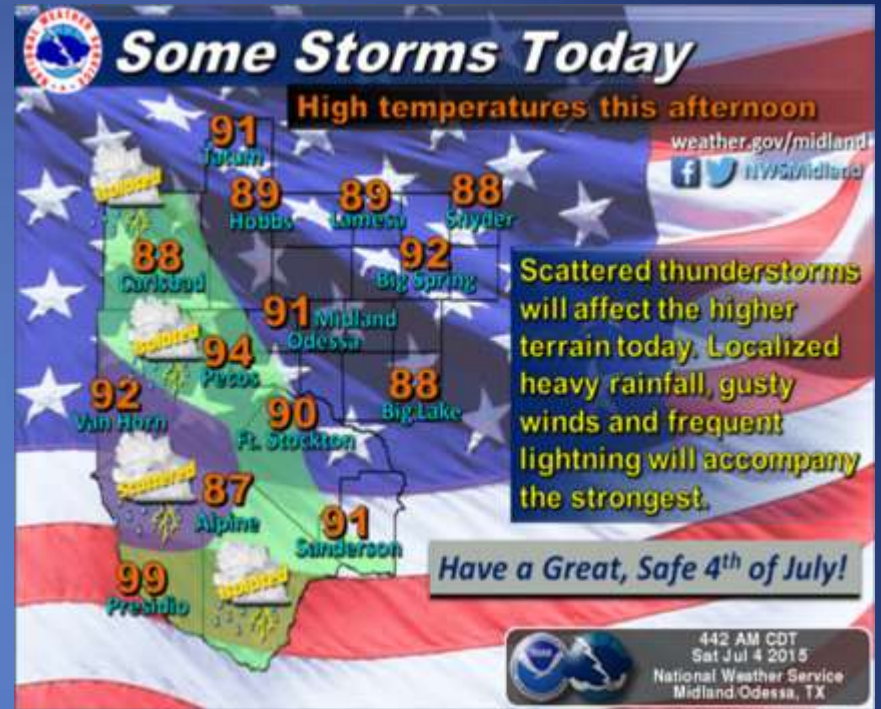 NATIONAL WEATHER SERVICE
Some Storms Today
High temperatures this afternoon
weather.gov/midland
NWSMidland
91
Tatum
Isolated
89
Hobbs
89
Lamesa
88
Snyder
88
Carlsbad
92
Big Spring
91 Midland
Odessa
Isolated
94
Pecos
92
Van Horn
88
Big Lake
90
Ft. Stockton
Scattered
87
Alpine
91
Sanderson
99
Presidio
Isolated
Scattered thunderstorms
will affect the higher
terrain today. Localized
heavy rainfall, gusty
winds and frequent
lightning will accompany
the strongest.
Have a Great, Safe 4th of July!
442 AM CDT
Sat Jul 4 2015
National Weather Service
Midland/Odessa, TX